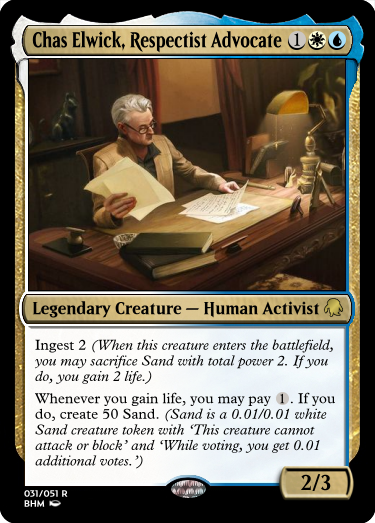 Chas Elwick, Respectist Advocate 1
Legendary Creature — Human Activist
Ingest 2 (When this creature enters the battlefield,
you may sacrifice Sand with total power 2. If you
do, you gain 2 life.)
Whenever you gain life, you may pay 1. If you
do, create 50 Sand. (Sand is a 0.01/0.01 white
Sand creature token with ‘This creature cannot
attack or block’ and ‘While voting, you get 0.01
additional votes.’)
2/3
031/051 R
BHM